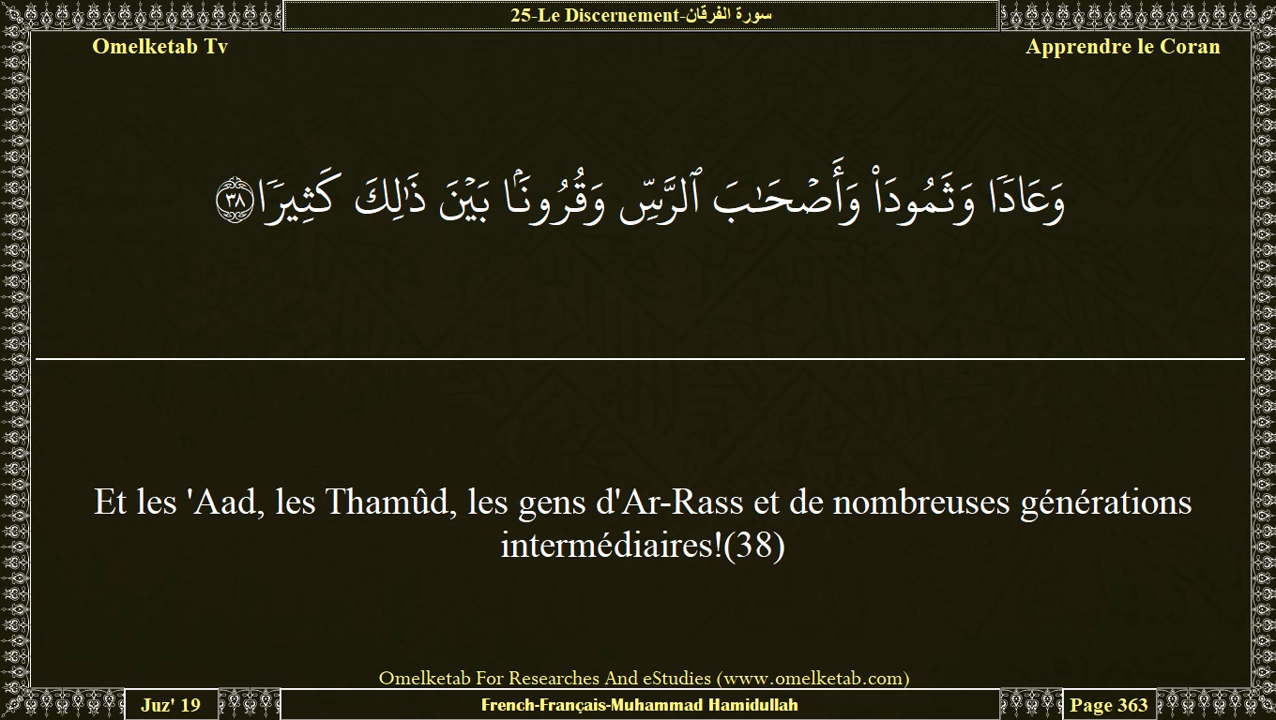 25-Le Discernement-سورة الفرقان
Omelketab Tv
Apprendre le Coran
وَعَادٗا وَثَمُودَاْ وَأَصۡحَٰبَ ٱلرَّسِّ وَقُرُونَۢا بَيۡنَ ذَٰلِكَ كَثِيرٗا ٣٨
Et les 'Aad, les Thamûd, les gens d'Ar-Rass et de nombreuses générations
intermédiaires!(38)
Omelketab For Researches And eStudies (www.omelketab.com)
Juz' 19
French-Français-Muhammad Hamidullah
Page 363